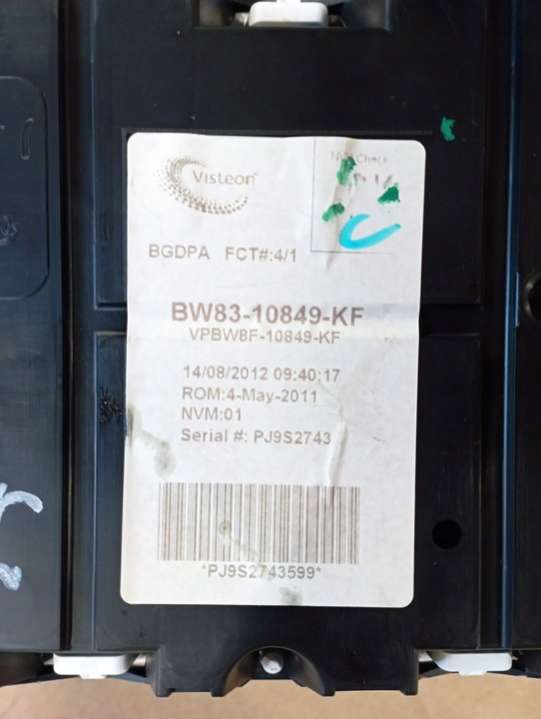 Visteon
Check
BGDPA FCT#:4/1
BW83-10849-KF
VPBW8F-10849-KF
14/08/2012 09:40:17
ROM:4-May-2011
NVM:01
Serial #: PJ9S2743
*PJ9S2743599*